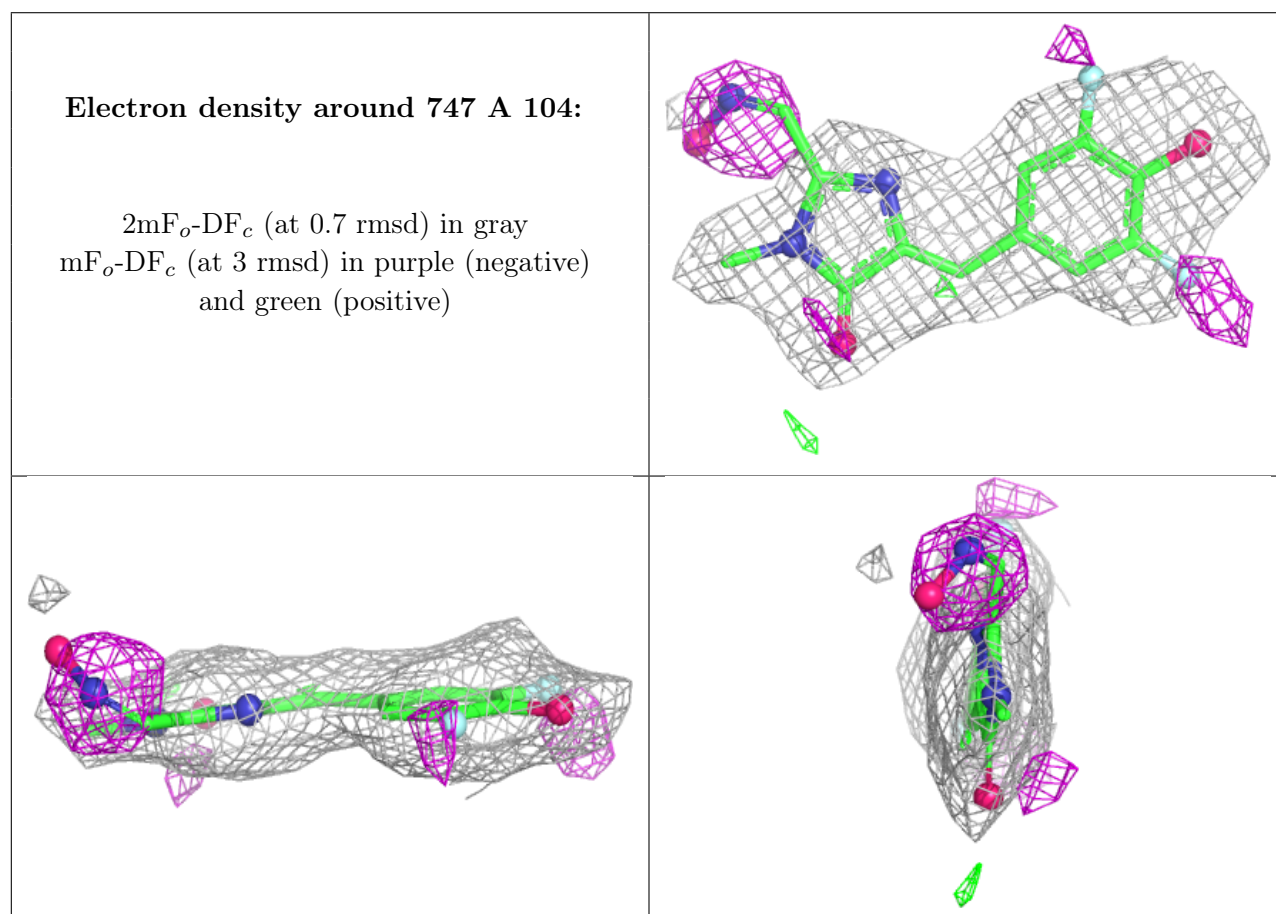 Electron density around 747 A 104:
2mFₒ-DF𝒸 (at 0.7 rmsd) in gray
mFₒ-DF𝒸 (at 3 rmsd) in purple (negative)
and green (positive)